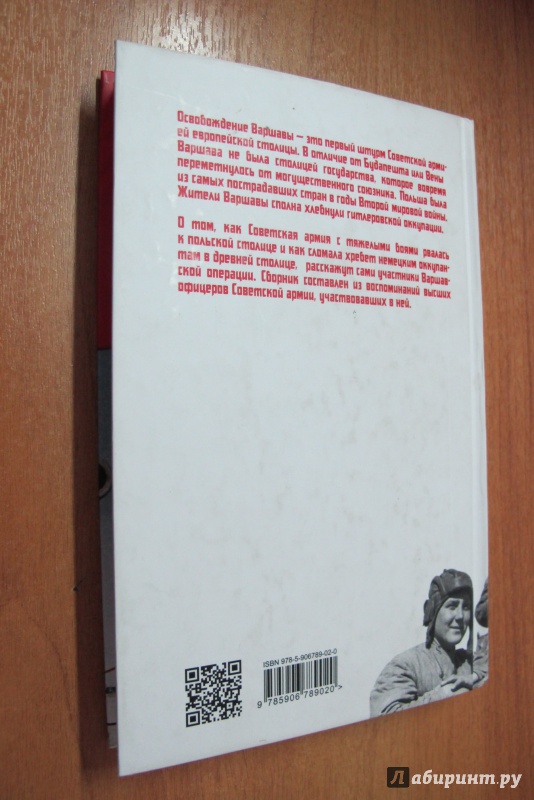 Освобождение Варшавы — это первый штурм Советской арми-
ей европейской столицы. В отличие от Будапешта или Вены
Варшава не была столицей государства, которое вовремя
переметнулось от могущественного союзника. Польша была
из самых пострадавших стран в годы Второй мировой войны.
Жители Варшавы сполна хлебнули гитлеровской оккупации.
О том, как Советская армия с тяжелыми боями рвалась
к польской столице и как сломала хребет немецким оккупан-
там в древней столице, расскажут сами участники Варшав-
ской операции. Сборник составлен из воспоминаний высших
офицеров Советской армии, участвовавших в ней.
ISBN 978-5-906789-02-0
9 785906 789020 >
Лабиринт.ру